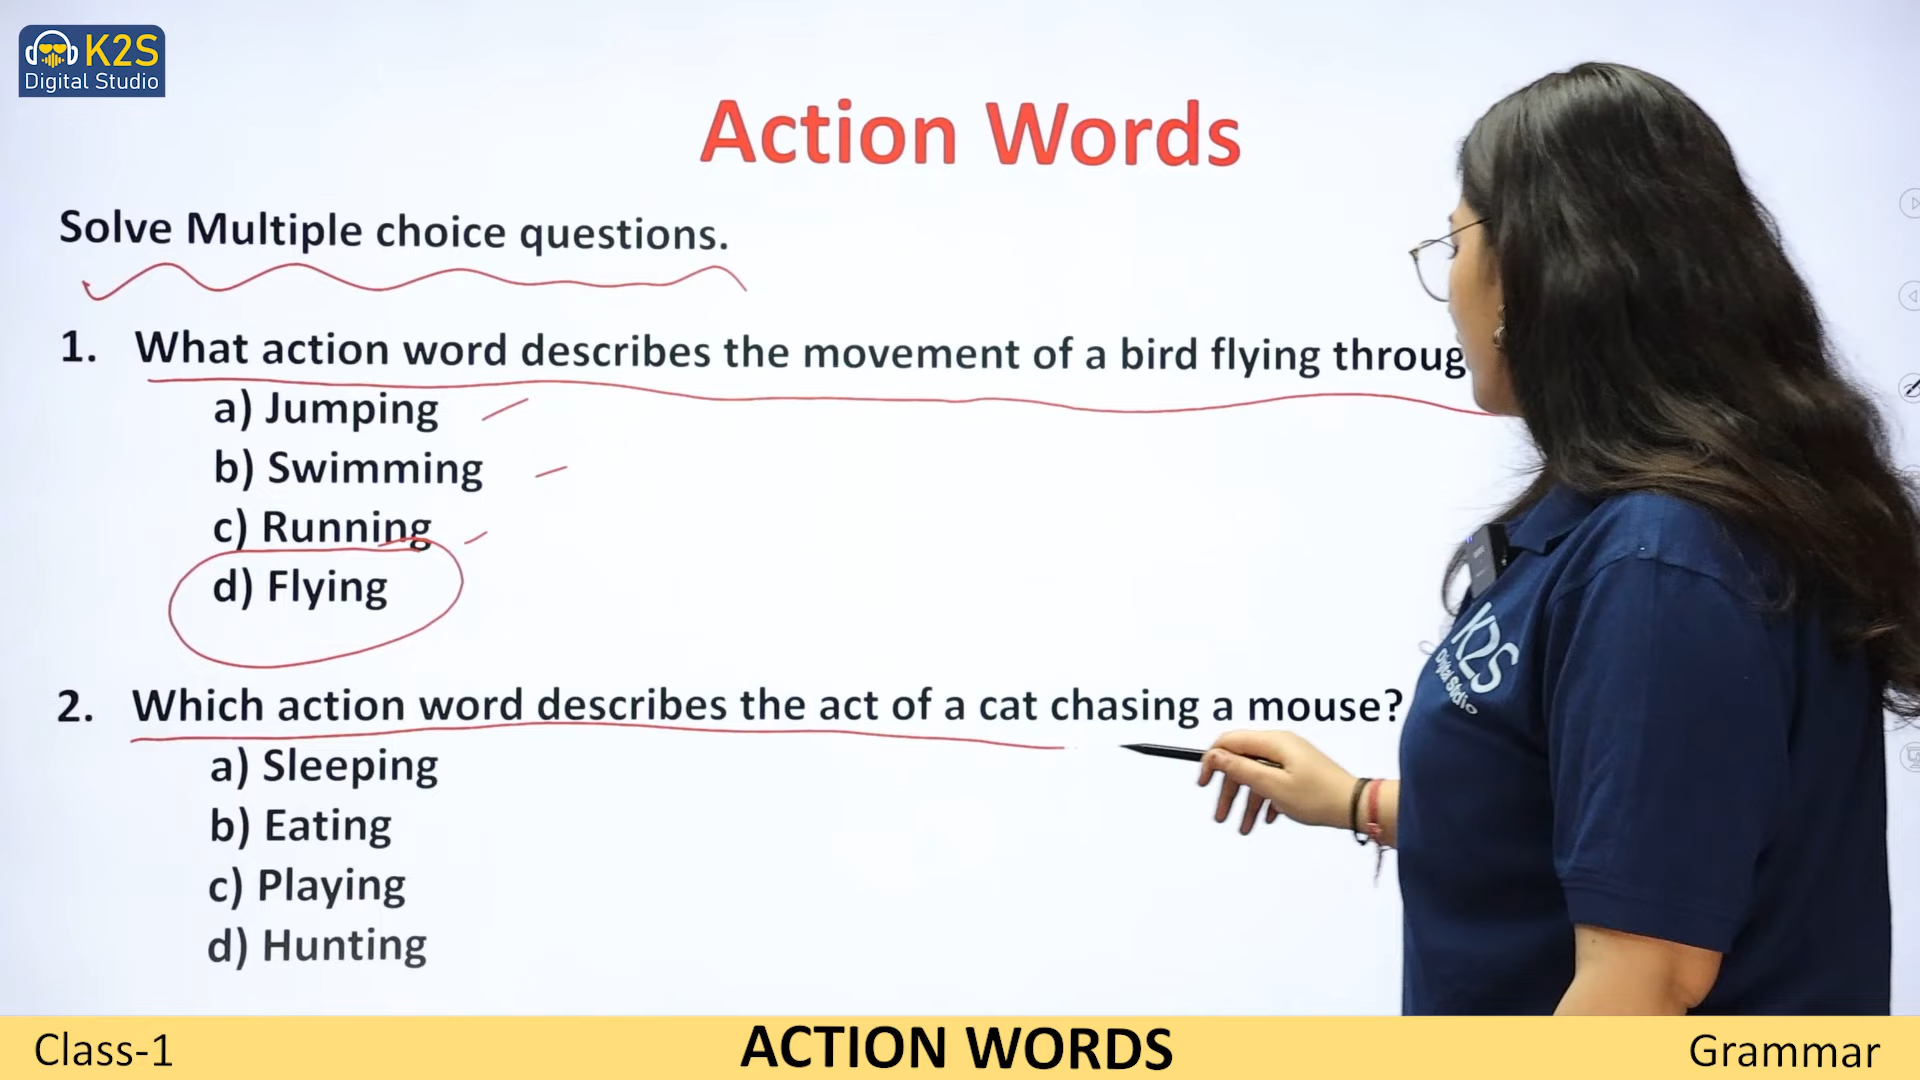 K2S
Digital Studio
Action Words
Solve Multiple choice questions.
1. What action word describes the movement of a bird flying throug
a) Jumping
b) Swimming
c) Running
d) Flying
2. Which action word describes the act of a cat chasing a mouse?
a) Sleeping
b) Eating
c) Playing
d) Hunting
K2S
Digital Studio
Class-1
ACTION WORDS
Grammar